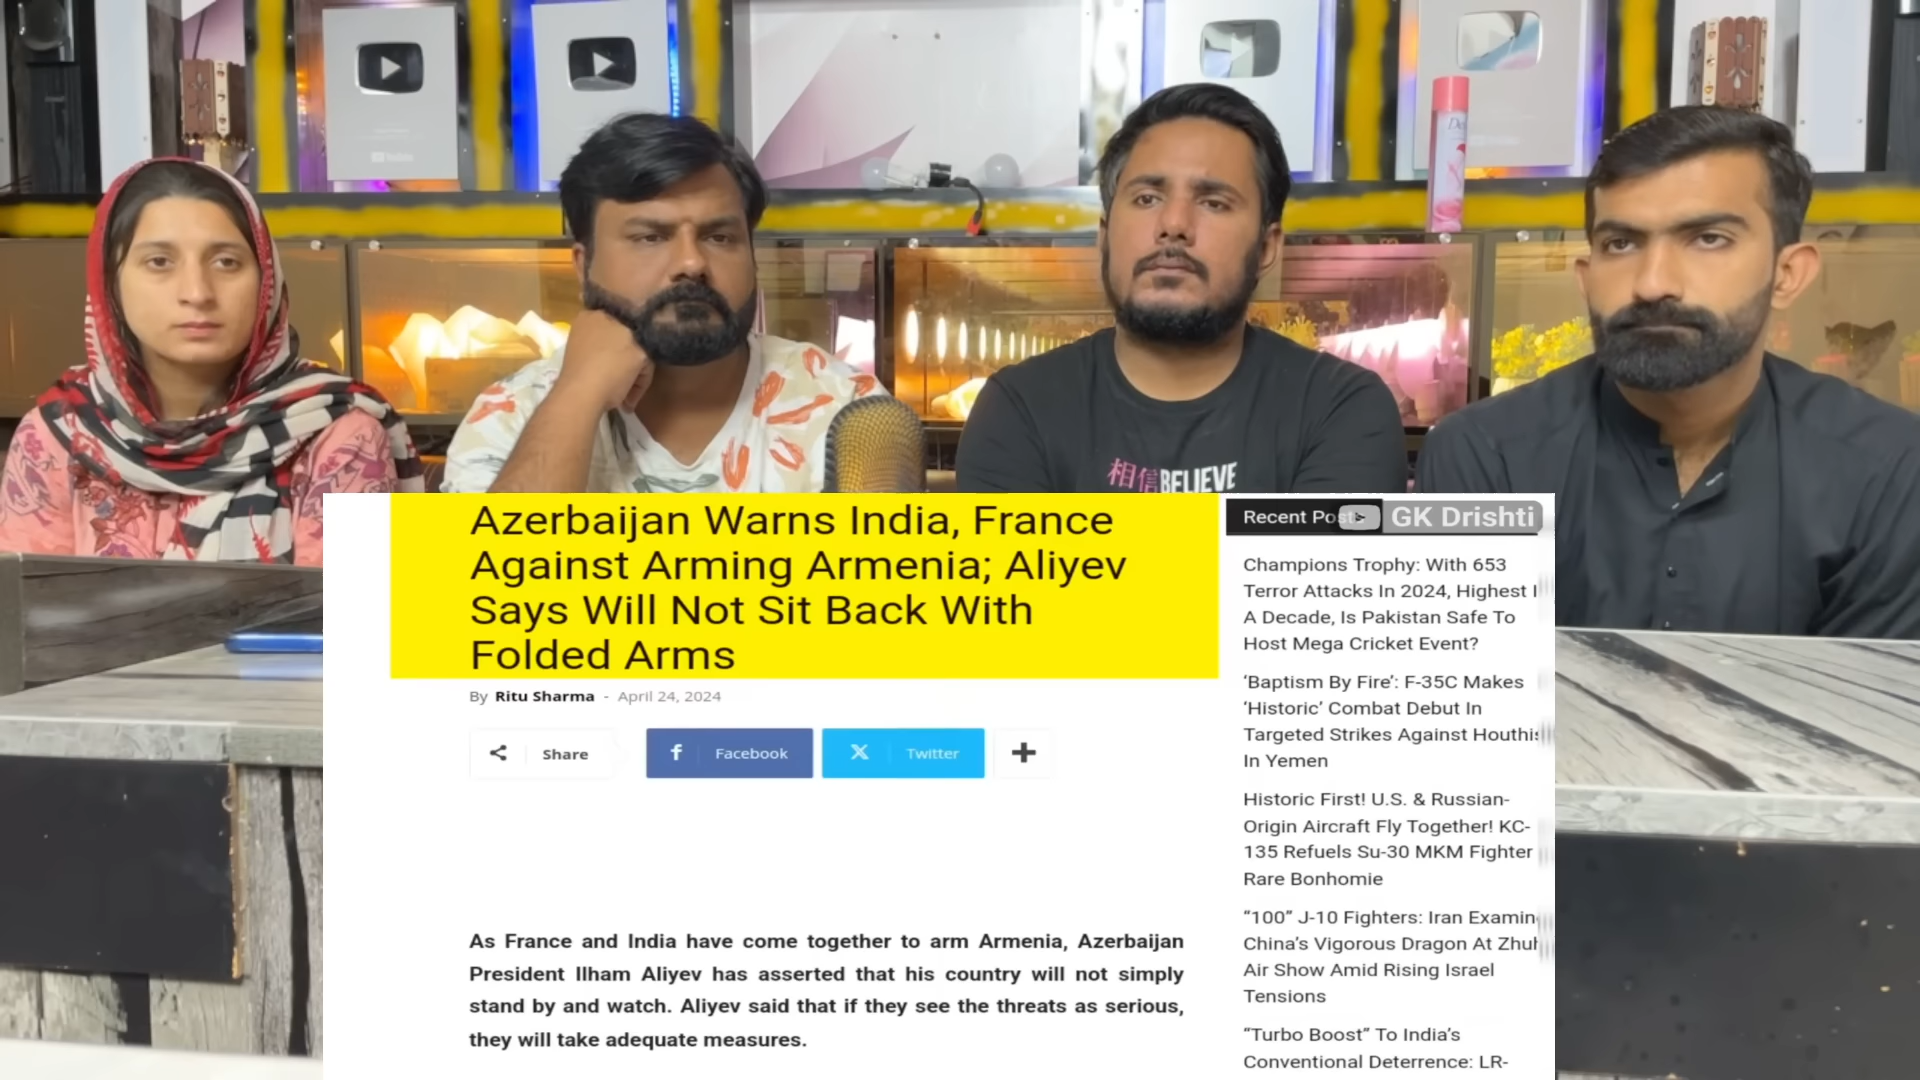 De
相信BELIEVE
Azerbaijan Warns India, France
Against Arming Armenia; Aliyev
Says Will Not Sit Back With
Folded Arms
By Ritu Sharma - April 24, 2024
Share
Facebook
Twitter
As France and India have come together to arm Armenia, Azerbaijan
President Ilham Aliyev has asserted that his country will not simply
stand by and watch. Aliyev said that if they see the threats as serious,
they will take adequate measures.
Recent Posts
GK Drishti
Champions Trophy: With 653
Terror Attacks In 2024, Highest I
A Decade, Is Pakistan Safe To
Host Mega Cricket Event?
‘Baptism By Fire’: F-35C Makes
‘Historic’ Combat Debut In
Targeted Strikes Against Houthis
In Yemen
Historic First! U.S. & Russian-
Origin Aircraft Fly Together! KC-
135 Refuels Su-30 MKM Fighter
Rare Bonhomie
“100” J-10 Fighters: Iran Examin
China’s Vigorous Dragon At Zhuh
Air Show Amid Rising Israel
Tensions
“Turbo Boost” To India’s
Conventional Deterrence: LR-